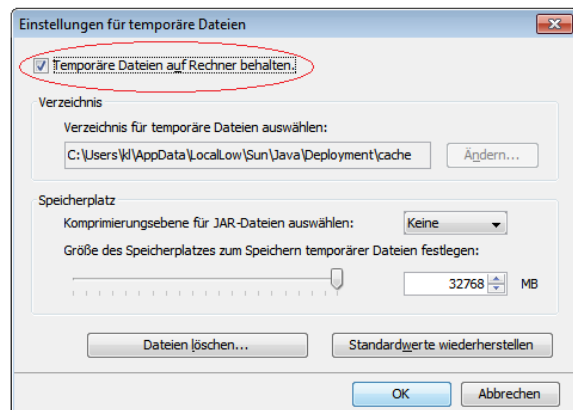 Einstellungen für temporäre Dateien
Temporäre Dateien auf Rechner behalten.
Verzeichnis
Verzeichnis für temporäre Dateien auswählen:
C:\Users\kl\AppData\LocalLow\Sun\Java\Deployment\cache
Ändern...
Speicherplatz
Komprimierungsebene für JAR-Dateien auswählen:
Keine
Größe des Speicherplatzes zum Speichern temporärer Dateien festlegen:
32768 MB
Dateien löschen...
Standardwerte wiederherstellen
OK
Abbrechen